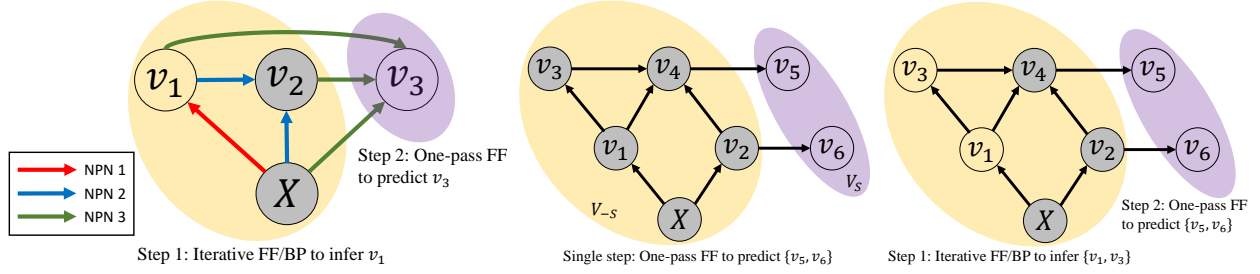 v₁
v₂
v₃
X
NPN 1
NPN 2
NPN 3
Step 2: One-pass FF
to predict v₃
Step 1: Iterative FF/BP to infer v₁
v₃
v₄
v₅
v₁
v₂
v₆
X
V₋S
V_S
Single step: One-pass FF to predict {v₅, v₆}
v₃
v₄
v₅
v₁
v₂
v₆
X
Step 2: One-pass FF
to predict {v₅, v₆}
Step 1: Iterative FF/BP to infer {v₁, v₃}